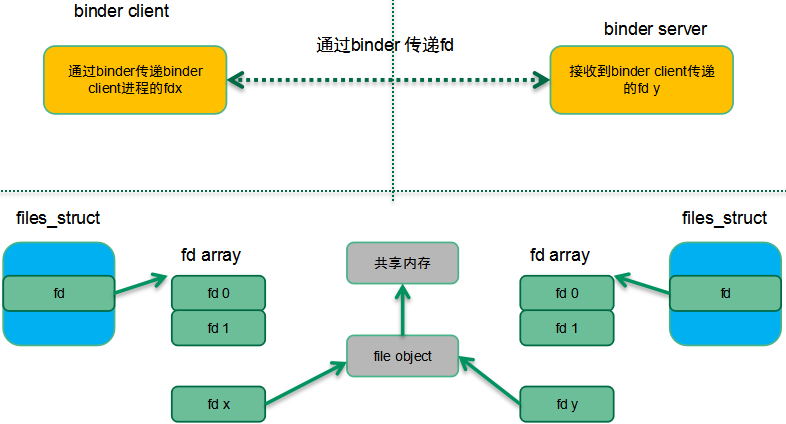 binder client
通过binder 传递fd
binder server
通过binder传递binder
client进程的fdx
接收到binder client传递
的fd y
files_struct
files_struct
fd array
fd array
共享内存
fd
fd 0
fd 0
fd
fd 1
fd 1
file object
fd x
fd y